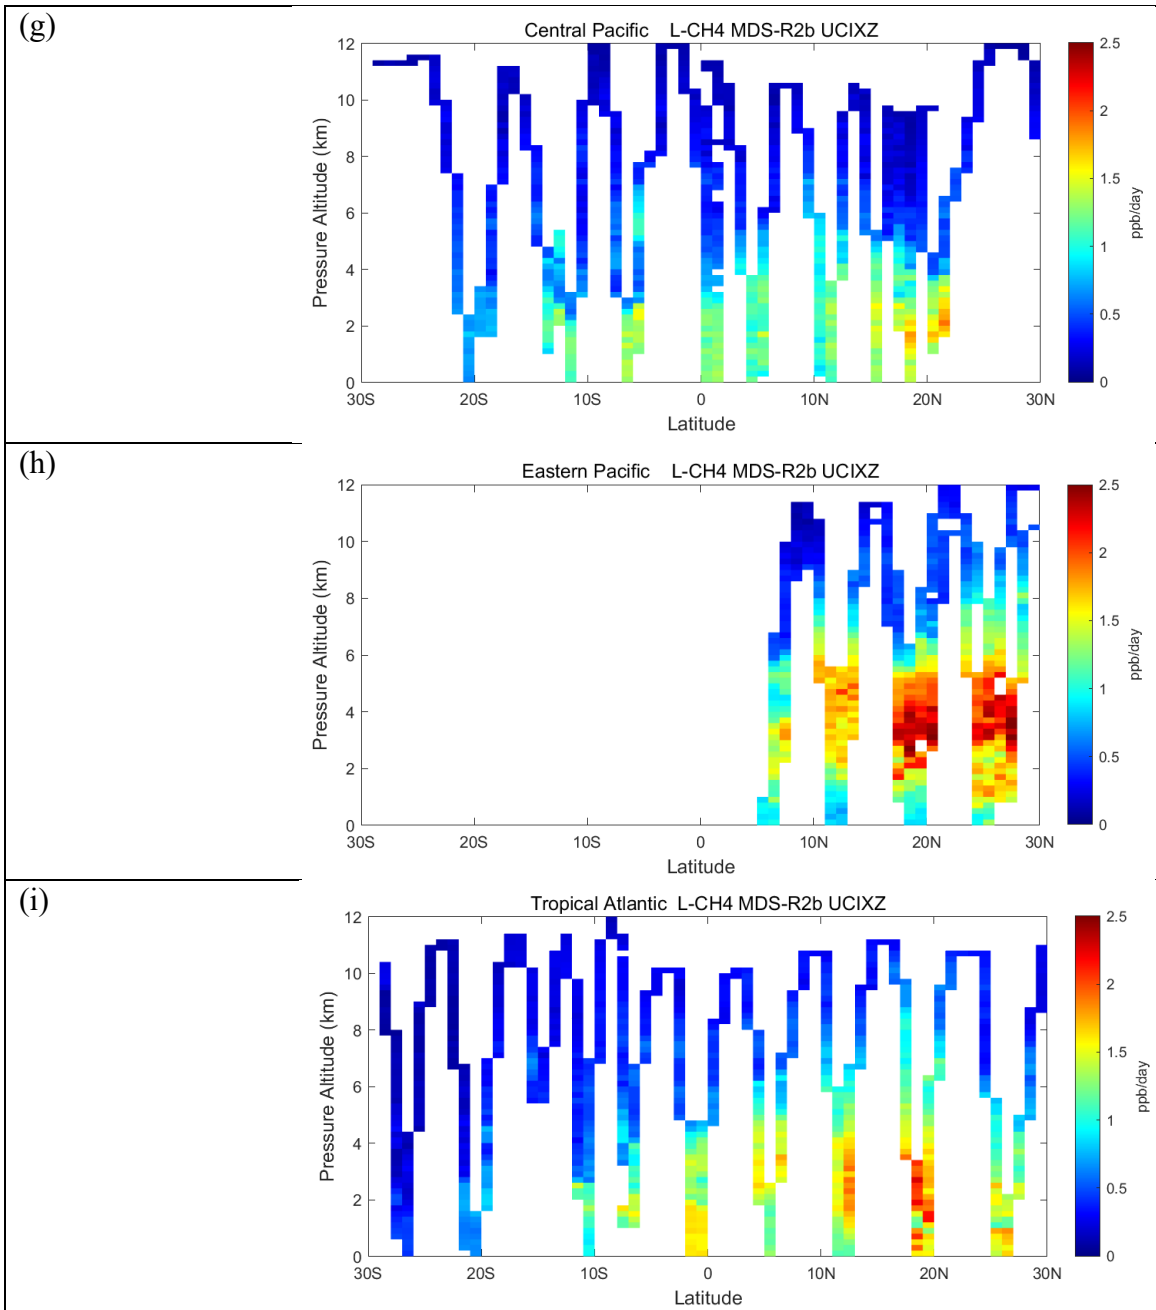 (g)
Central Pacific L-CH4 MDS-R2b UCIXZ
12
10
8
6
4
2
0
Pressure Altitude (km)
30S 20S 10S 0 10N 20N 30N
Latitude
2.5
2
1.5
1
0.5
0
ppb/day
(h)
Eastern Pacific L-CH4 MDS-R2b UCIXZ
12
10
8
6
4
2
0
Pressure Altitude (km)
30S 20S 10S 0 10N 20N 30N
Latitude
2.5
2
1.5
1
0.5
0
ppb/day
(i)
Tropical Atlantic L-CH4 MDS-R2b UCIXZ
12
10
8
6
4
2
0
Pressure Altitude (km)
30S 20S 10S 0 10N 20N 30N
Latitude
2.5
2
1.5
1
0.5
0
ppb/day